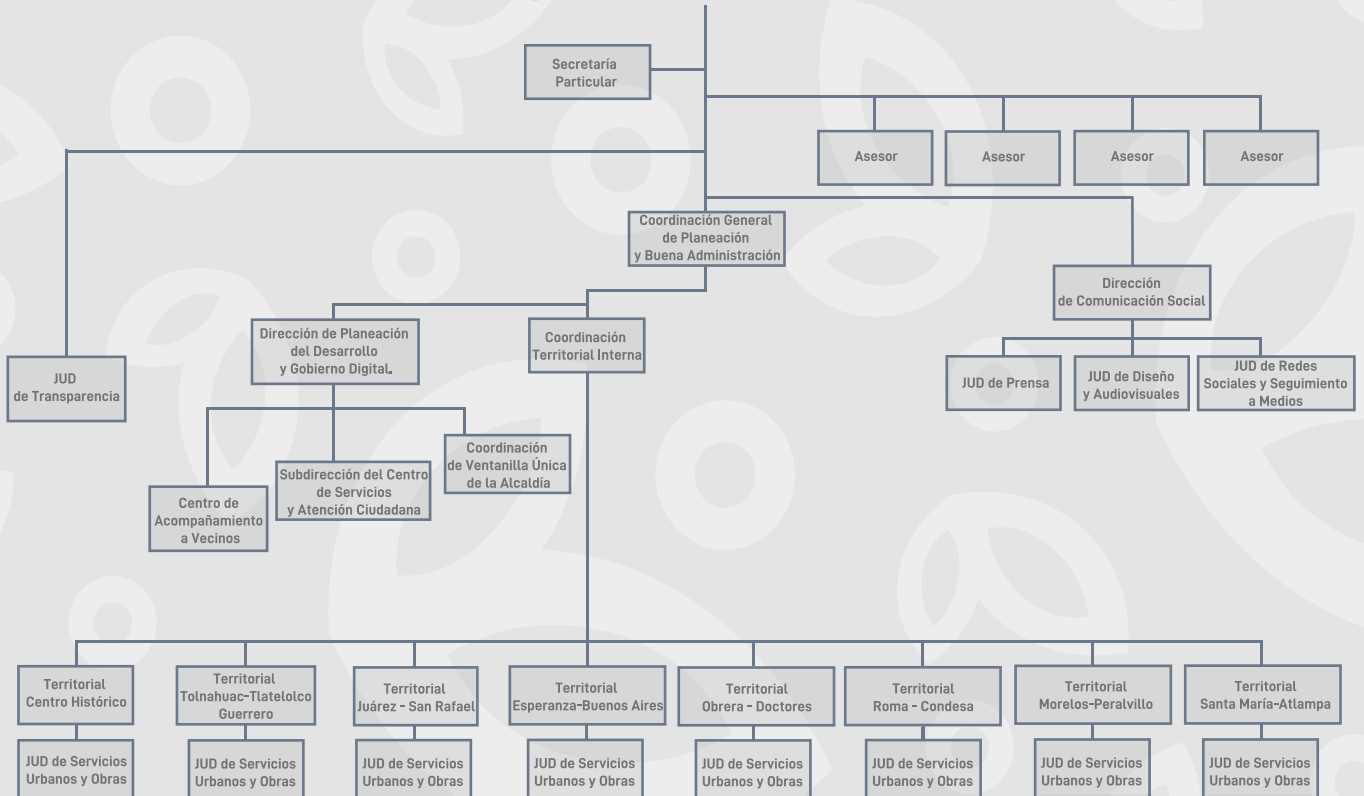 Secretaría
Particular
Asesor
Asesor
Asesor
Asesor
Coordinación General
de Planeación
y Buena Administración
Dirección
de Comunicación Social
Dirección de Planeación
del Desarrollo
y Gobierno Digital.
Coordinación
Territorial Interna
JUD
de Transparencia
JUD de Prensa
JUD de Diseño
y Audiovisuales
JUD de Redes
Sociales y Seguimiento
a Medios
Coordinación
de Ventanilla Única
de la Alcaldía
Subdirección del Centro
de Servicios
y Atención Ciudadana
Centro de
Acompañamiento
a Vecinos
Territorial
Centro Histórico
Territorial
Tolnahuac-Tlatelolco
Guerrero
Territorial
Juárez - San Rafael
Territorial
Esperanza-Buenos Aires
Territorial
Obrera - Doctores
Territorial
Roma - Condesa
Territorial
Morelos-Peralvillo
Territorial
Santa María-Atlampa
JUD de Servicios
Urbanos y Obras
JUD de Servicios
Urbanos y Obras
JUD de Servicios
Urbanos y Obras
JUD de Servicios
Urbanos y Obras
JUD de Servicios
Urbanos y Obras
JUD de Servicios
Urbanos y Obras
JUD de Servicios
Urbanos y Obras
JUD de Servicios
Urbanos y Obras